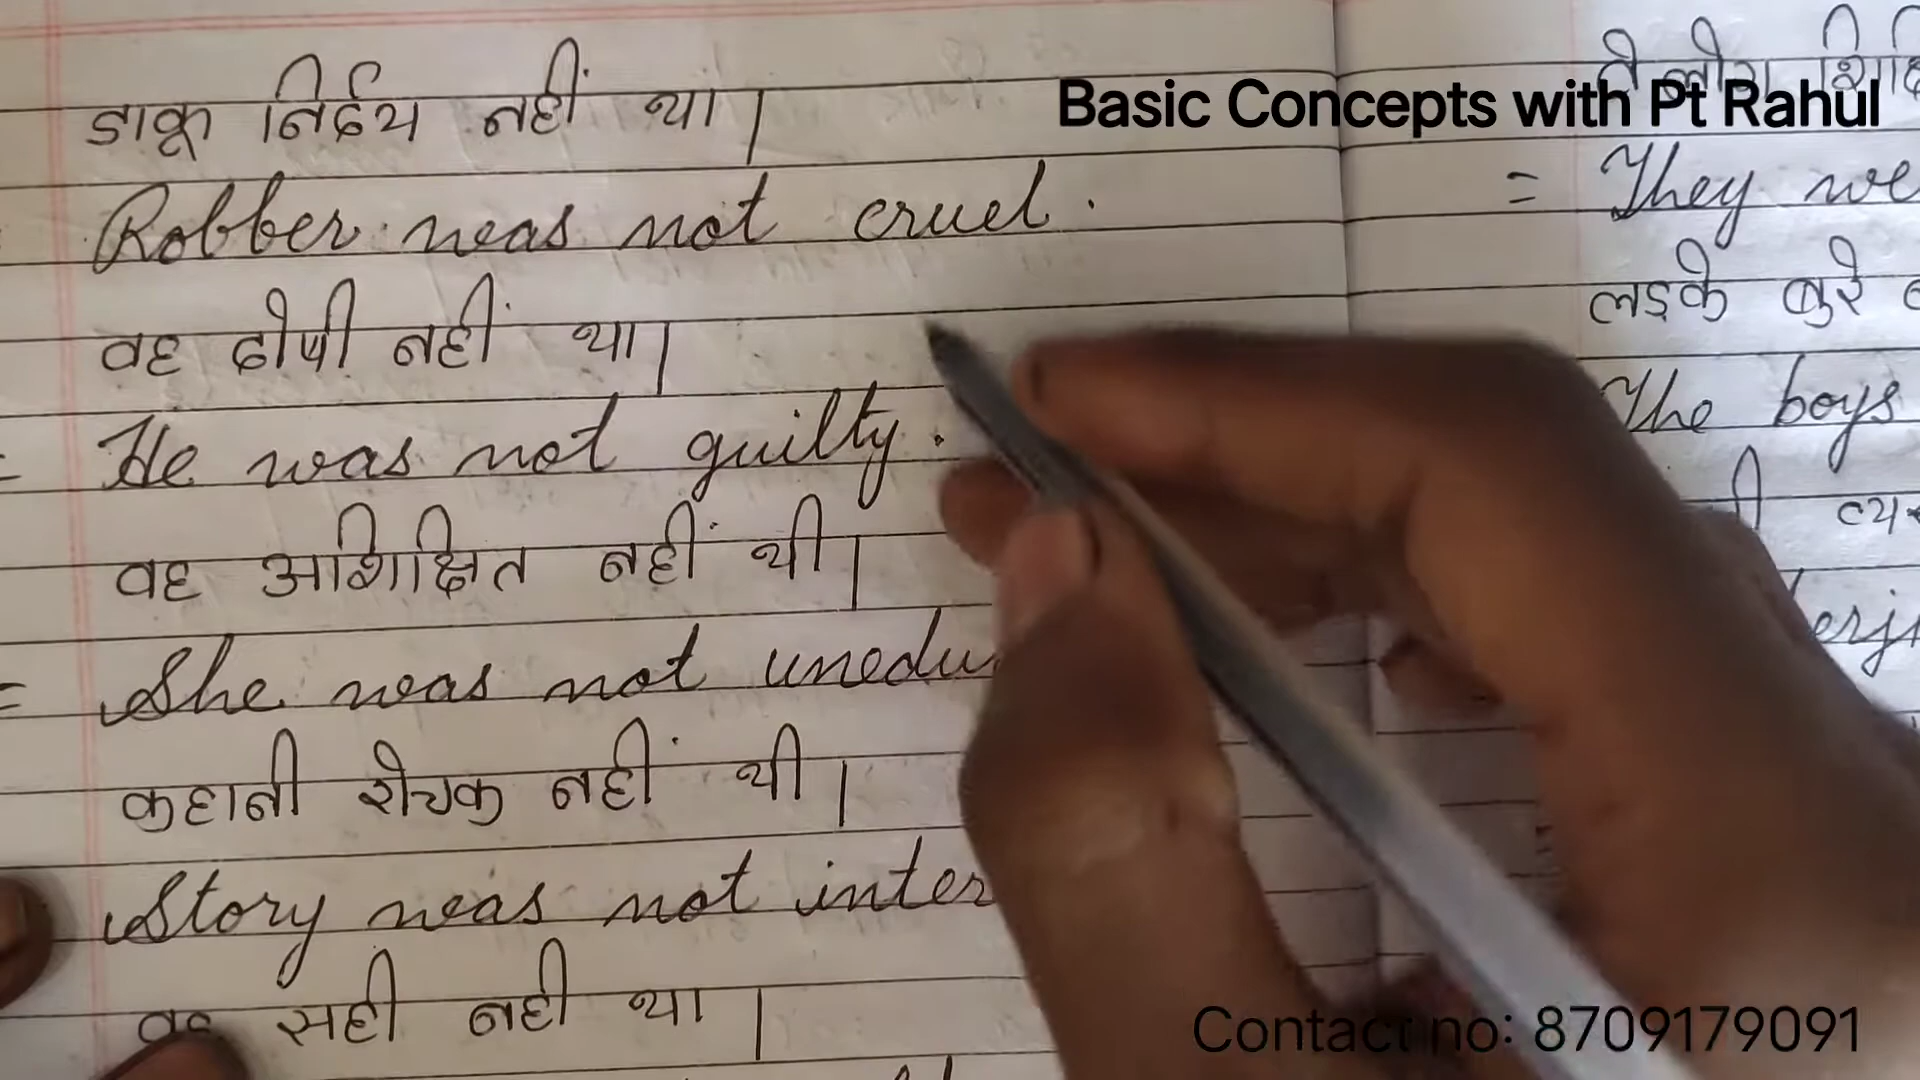 डाकू निर्दय नहीं था।
Robber was not cruel.
वह दोषी नहीं था।
= He was not guilty.
वह अशिक्षित नहीं थी।
= She was not unedu
कहानी रोचक नहीं थी।
Story was not inter
वह सही नही था।
Basic Concepts with Pt Rahul
वे लोग
= They we
लड़के बुरे
The boys
Contact no: 8709179091